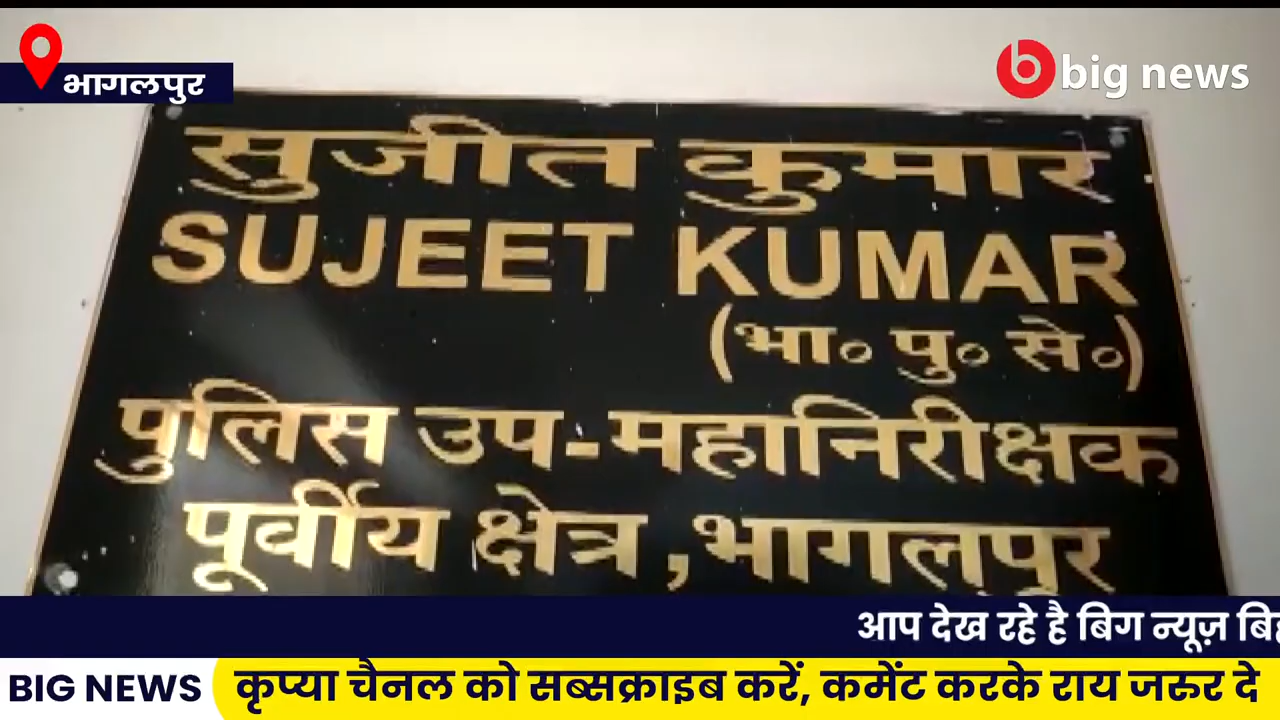 भागलपुर
big news
सुजीत कुमार
SUJEET KUMAR
(भा० पु० से०)
पुलिस उप-महानिरीक्षक
पूर्वीय क्षेत्र ,भागलपुर
आप देख रहे है बिग न्यूज़
BIG NEWS
कृप्या चैनल को सब्सक्राइब करें, कमेंट करके राय जरुर दे